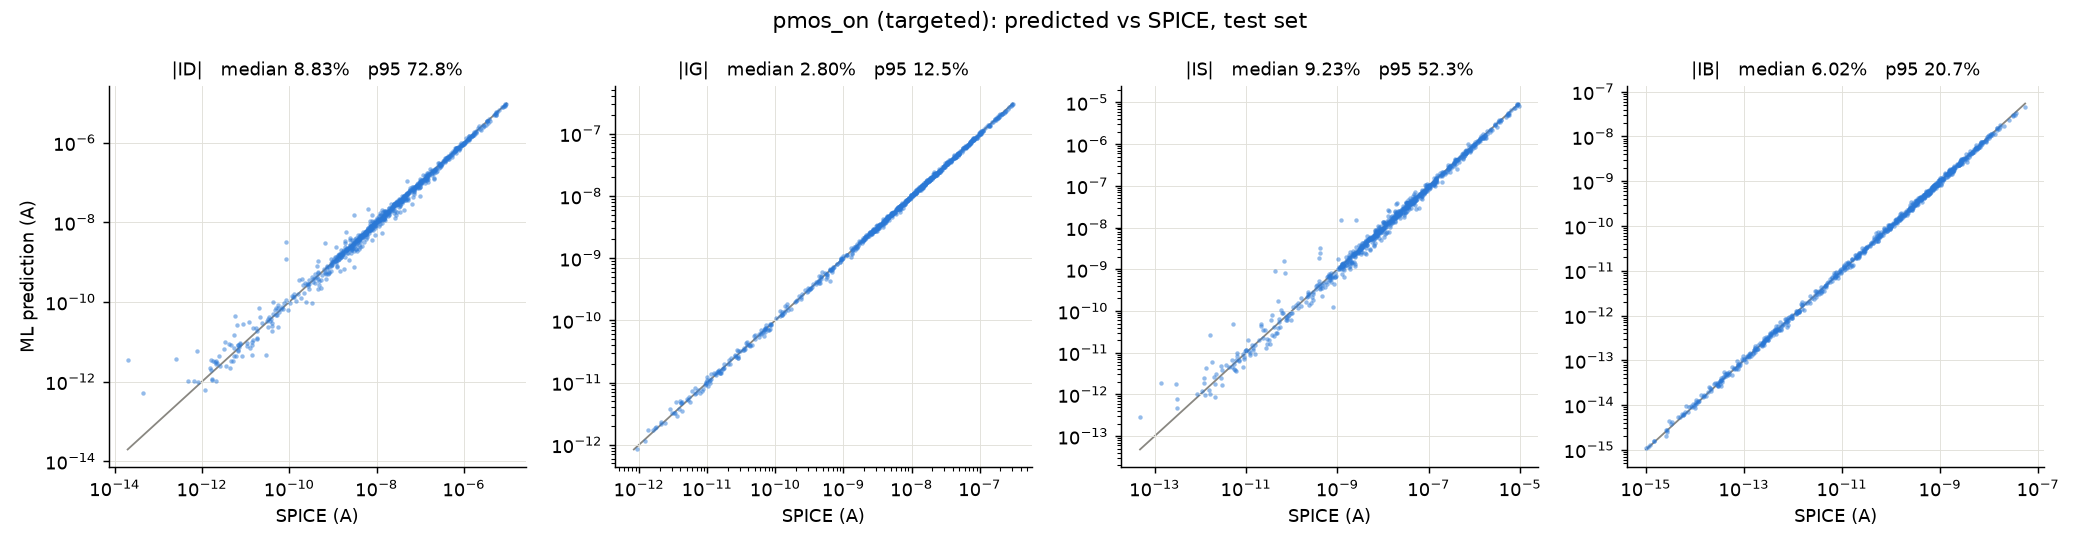 pmos_on (targeted): predicted vs SPICE, test set
|ID|   median 8.83%   p95 72.8%
|IG|   median 2.80%   p95 12.5%
|IS|   median 9.23%   p95 52.3%
|IB|   median 6.02%   p95 20.7%
ML prediction (A)
10⁻⁶
10⁻⁸
10⁻¹⁰
10⁻¹²
10⁻¹⁴
10⁻¹⁴ 10⁻¹² 10⁻¹⁰ 10⁻⁸ 10⁻⁶
SPICE (A)
10⁻⁷
10⁻⁸
10⁻⁹
10⁻¹⁰
10⁻¹¹
10⁻¹²
10⁻¹² 10⁻¹¹ 10⁻¹⁰ 10⁻⁹ 10⁻⁸ 10⁻⁷
SPICE (A)
10⁻⁵
10⁻⁶
10⁻⁷
10⁻⁸
10⁻⁹
10⁻¹⁰
10⁻¹¹
10⁻¹²
10⁻¹³
10⁻¹³ 10⁻¹¹ 10⁻⁹ 10⁻⁷ 10⁻⁵
SPICE (A)
10⁻⁷
10⁻⁸
10⁻⁹
10⁻¹⁰
10⁻¹¹
10⁻¹²
10⁻¹³
10⁻¹⁴
10⁻¹⁵
10⁻¹⁵ 10⁻¹³ 10⁻¹¹ 10⁻⁹ 10⁻⁷
SPICE (A)